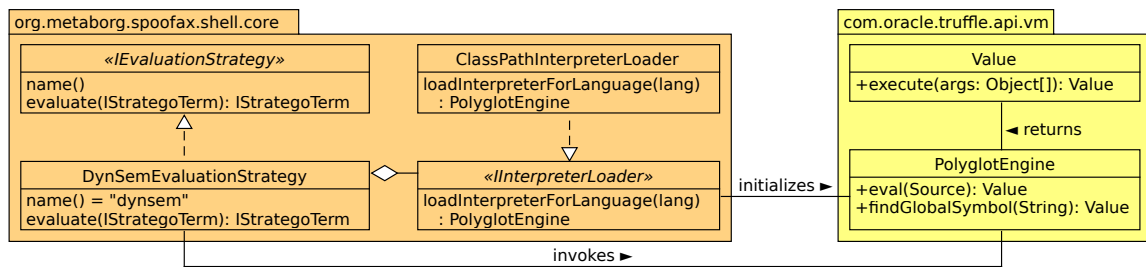 org.metaborg.spoofax.shell.core
«IEvaluationStrategy»
name()
evaluate(IStrategoTerm): IStrategoTerm
ClassPathInterpreterLoader
loadInterpreterForLanguage(lang)
: PolyglotEngine
DynSemEvaluationStrategy
name() = "dynsem"
evaluate(IStrategoTerm): IStrategoTerm
«IInterpreterLoader»
loadInterpreterForLanguage(lang)
: PolyglotEngine
initializes ►
invokes ►
com.oracle.truffle.api.vm
Value
+execute(args: Object[]): Value
◄ returns
PolyglotEngine
+eval(Source): Value
+findGlobalSymbol(String): Value